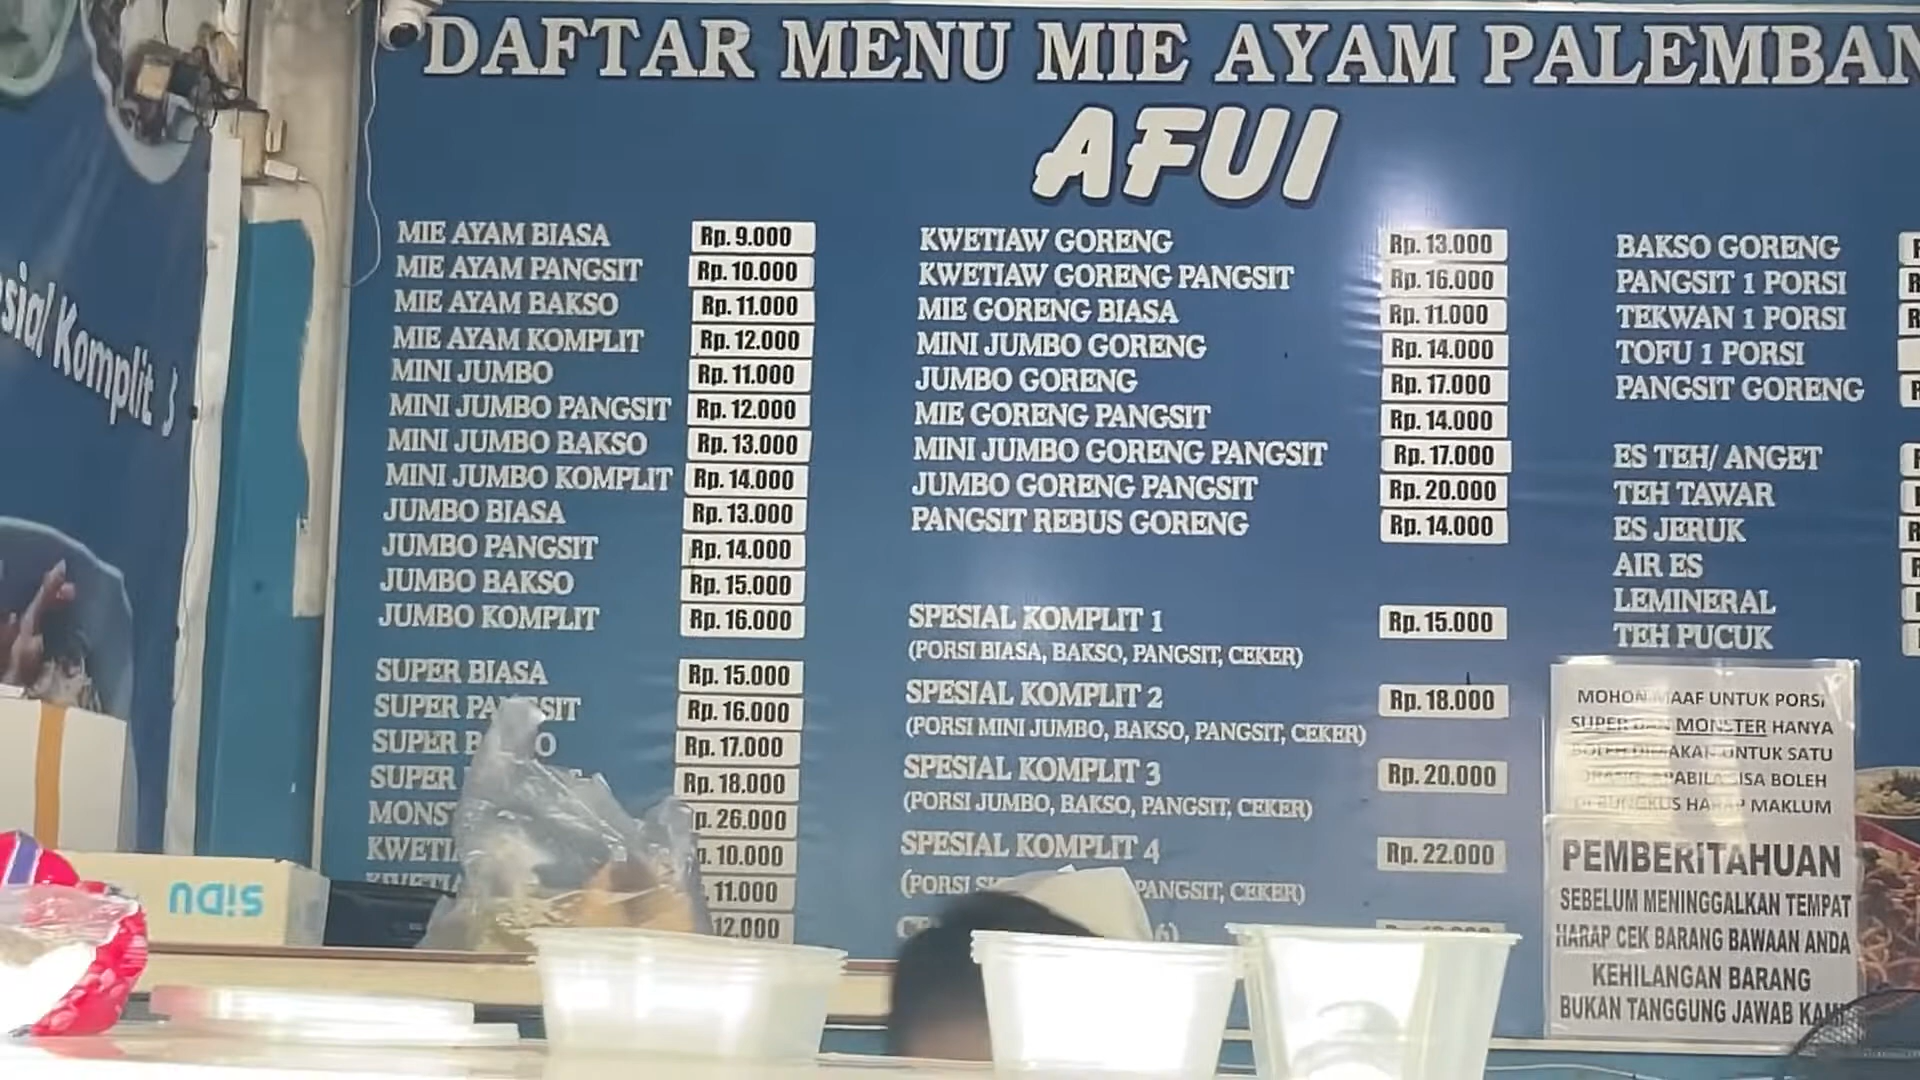 DAFTAR MENU MIE AYAM PALEMBAN
AFUI
sial Komplit 3
MIE AYAM BIASA Rp. 9.000
MIE AYAM PANGSIT Rp. 10.000
MIE AYAM BAKSO Rp. 11.000
MIE AYAM KOMPLIT Rp. 12.000
MINI JUMBO Rp. 11.000
MINI JUMBO PANGSIT Rp. 12.000
MINI JUMBO BAKSO Rp. 13.000
MINI JUMBO KOMPLIT Rp. 14.000
JUMBO BIASA Rp. 13.000
JUMBO PANGSIT Rp. 14.000
JUMBO BAKSO Rp. 15.000
JUMBO KOMPLIT Rp. 16.000
SUPER BIASA Rp. 15.000
SUPER PA SIT Rp. 16.000
SUPER B O Rp. 17.000
SUPER Rp. 18.000
MONS p. 26.000
KWETIA p. 10.000
KWETIA . 11.000
12.000
KWETIAW GORENG Rp. 13.000
KWETIAW GORENG PANGSIT Rp. 16.000
MIE GORENG BIASA Rp. 11.000
MINI JUMBO GORENG Rp. 14.000
JUMBO GORENG Rp. 17.000
MIE GORENG PANGSIT Rp. 14.000
MINI JUMBO GORENG PANGSIT Rp. 17.000
JUMBO GORENG PANGSIT Rp. 20.000
PANGSIT REBUS GORENG Rp. 14.000
SPESIAL KOMPLIT 1 Rp. 15.000
(PORSI BIASA, BAKSO, PANGSIT, CEKER)
SPESIAL KOMPLIT 2 Rp. 18.000
(PORSI MINI JUMBO, BAKSO, PANGSIT, CEKER)
SPESIAL KOMPLIT 3 Rp. 20.000
(PORSI JUMBO, BAKSO, PANGSIT, CEKER)
SPESIAL KOMPLIT 4 Rp. 22.000
(PORSI PANGSIT, CEKER)
BAKSO GORENG
PANGSIT 1 PORSI
TEKWAN 1 PORSI
TOFU 1 PORSI
PANGSIT GORENG
ES TEH/ ANGET
TEH TAWAR
ES JERUK
AIR ES
LEMINERAL
TEH PUCUK
MOHON MAAF UNTUK PORSI
SUPER DAN MONSTER HANYA
BOLEH DIMAKAN UNTUK SATU
ORANG, APABILA SISA BOLEH
DI BUNGKUS HARAP MAKLUM
PEMBERITAHUAN
SEBELUM MENINGGALKAN TEMPAT
HARAP CEK BARANG BAWAAN ANDA
KEHILANGAN BARANG
BUKAN TANGGUNG JAWAB KAMI
SiDU